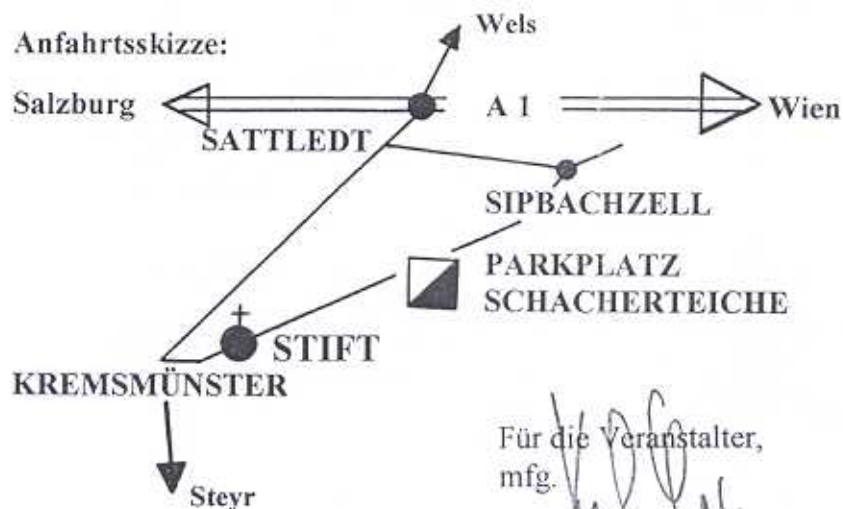 Wels
Anfahrtsskizze:
Salzburg
A 1
Wien
SATTLEDT
SIPBACHZELL
PARKPLATZ
SCHACHERTEICHE
STIFT
KREMSMÜNSTER
Für die Veranstalter,
mfg.
Steyr